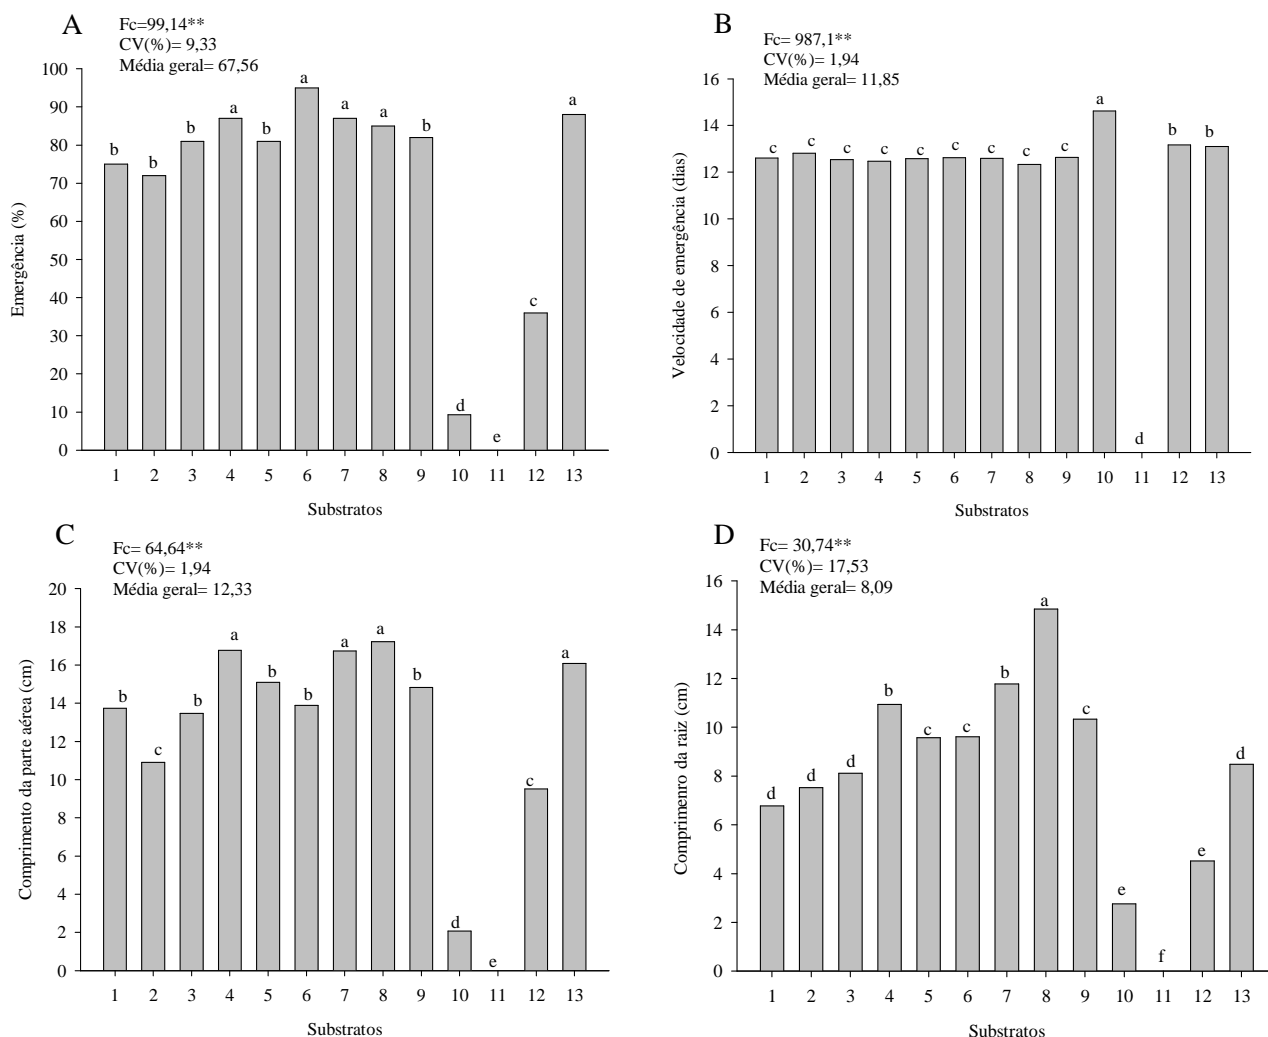 A
Fc=99,14**
CV(%)= 9,33
Média geral= 67,56
100
90
80
70
60
50
40
30
20
10
0
Emergência (%)
b
b
b
a
b
a
a
a
b
d
e
c
a
1 2 3 4 5 6 7 8 9 10 11 12 13
Substratos
B
Fc= 987,1**
CV(%)= 1,94
Média geral= 11,85
16
14
12
10
8
6
4
2
0
Velocidade de emergência (dias)
c
c
c
c
c
c
c
c
c
a
d
b
b
1 2 3 4 5 6 7 8 9 10 11 12 13
Substratos
C
Fc= 64,64**
CV(%)= 1,94
Média geral= 12,33
20
18
16
14
12
10
8
6
4
2
0
Comprimento da parte aérea (cm)
b
c
b
a
b
b
a
a
b
d
e
c
a
1 2 3 4 5 6 7 8 9 10 11 12 13
Substratos
D
Fc= 30,74**
CV(%)= 17,53
Média geral= 8,09
16
14
12
10
8
6
4
2
0
Comprimenro da raiz (cm)
d
d
d
b
c
c
b
a
c
e
f
e
d
1 2 3 4 5 6 7 8 9 10 11 12 13
Substratos